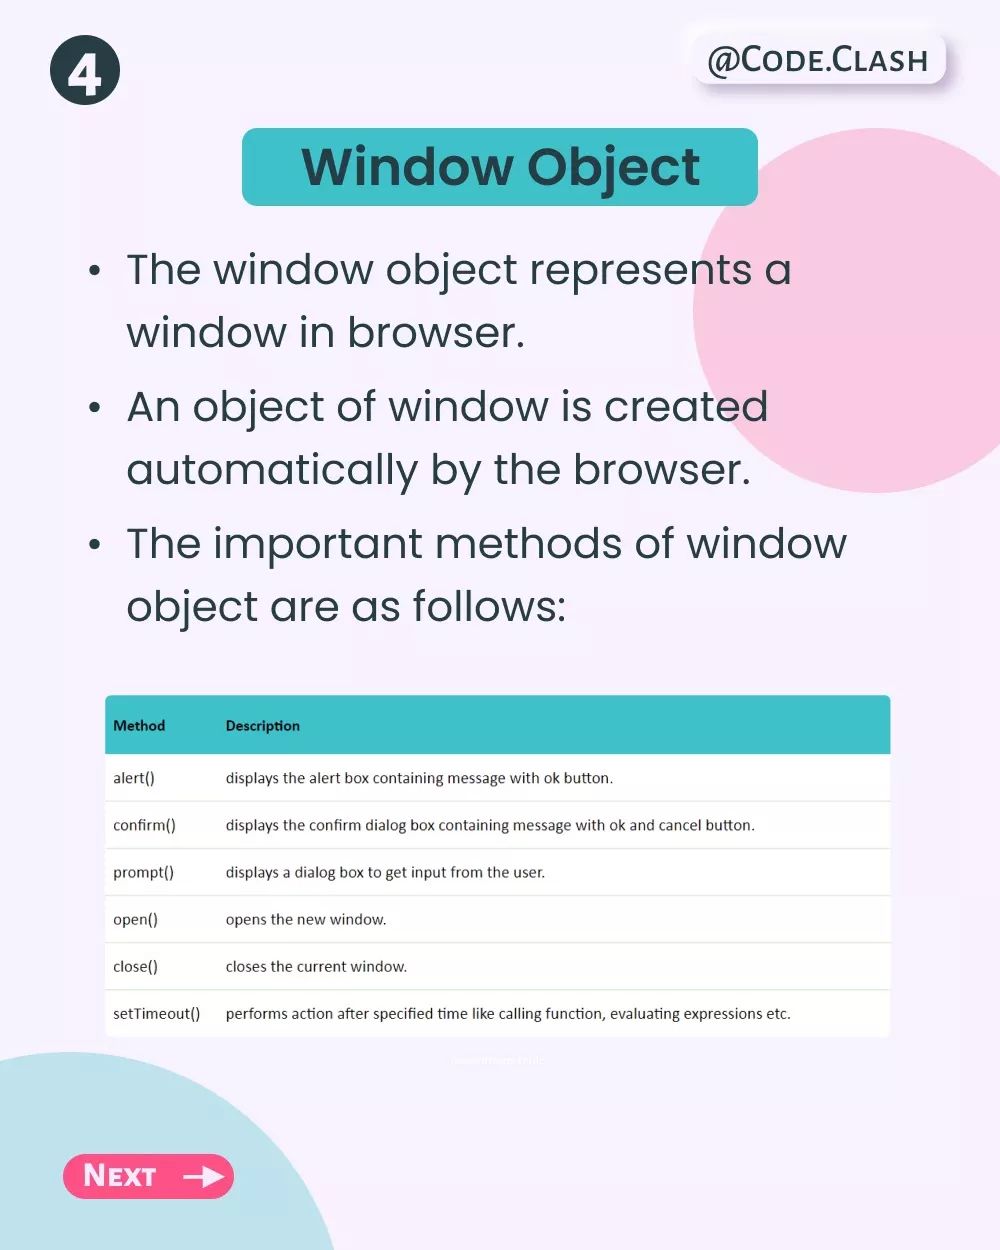 4
@Code.Clash
Window Object
• The window object represents a
window in browser.
• An object of window is created
automatically by the browser.
• The important methods of window
object are as follows:
Method Description
alert() displays the alert box containing message with ok button.
confirm() displays the confirm dialog box containing message with ok and cancel button.
prompt() displays a dialog box to get input from the user.
open() opens the new window.
close() closes the current window.
setTimeout() performs action after specified time like calling function, evaluating expressions etc.
Next